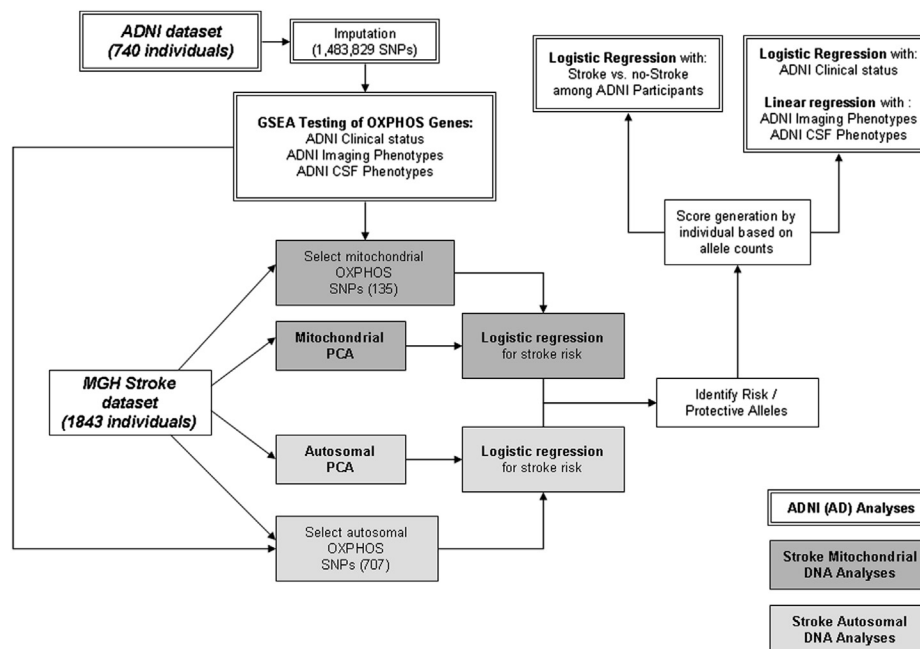 ADNI dataset
(740 individuals)
Imputation
(1,483,829 SNPs)
GSEA Testing of OXPHOS Genes:
ADNI Clinical status
ADNI Imaging Phenotypes
ADNI CSF Phenotypes
Logistic Regression with:
Stroke vs. no-Stroke
among ADNI Participants
Logistic Regression with:
ADNI Clinical status
Linear regression with :
ADNI Imaging Phenotypes
ADNI CSF Phenotypes
Score generation by
individual based on
allele counts
Select mitochondrial
OXPHOS
SNPs (135)
Mitochondrial
PCA
Logistic regression
for stroke risk
MGH Stroke
dataset
(1843 individuals)
Identify Risk /
Protective Alleles
Autosomal
PCA
Logistic regression
for stroke risk
Select autosomal
OXPHOS
SNPs (707)
ADNI (AD) Analyses
Stroke Mitochondrial
DNA Analyses
Stroke Autosomal
DNA Analyses